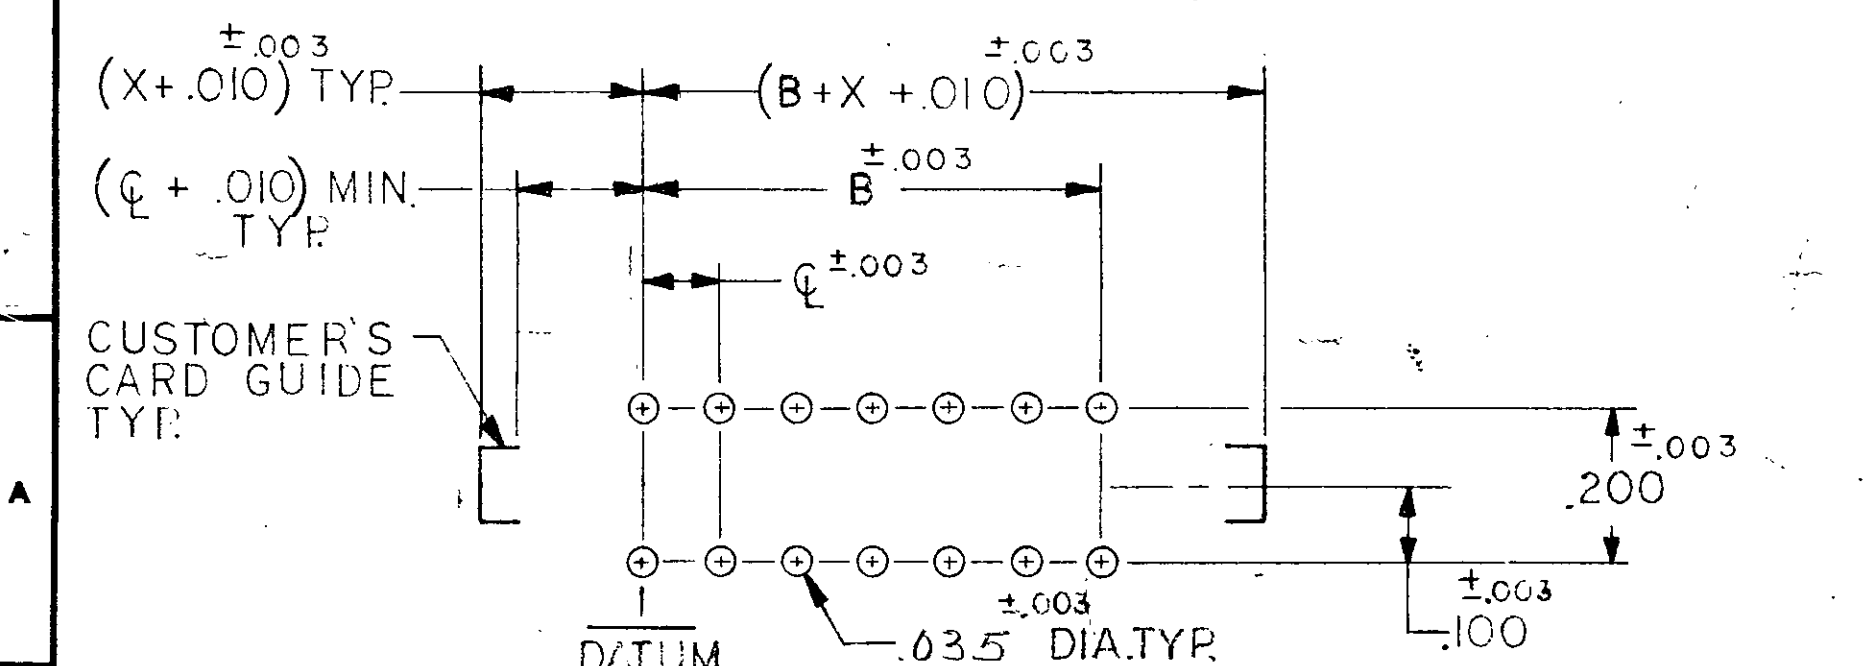 ±.003
(X+.010) TYP.
±.003
(B+X +.010)
(℄ + .010) MIN.
TYP.
±.003
B
℄ ±.003
CUSTOMER'S
CARD GUIDE
TYP.
A
±.003
.200
±.003
.100
±.003
.035 DIA.TYP.
DATUM